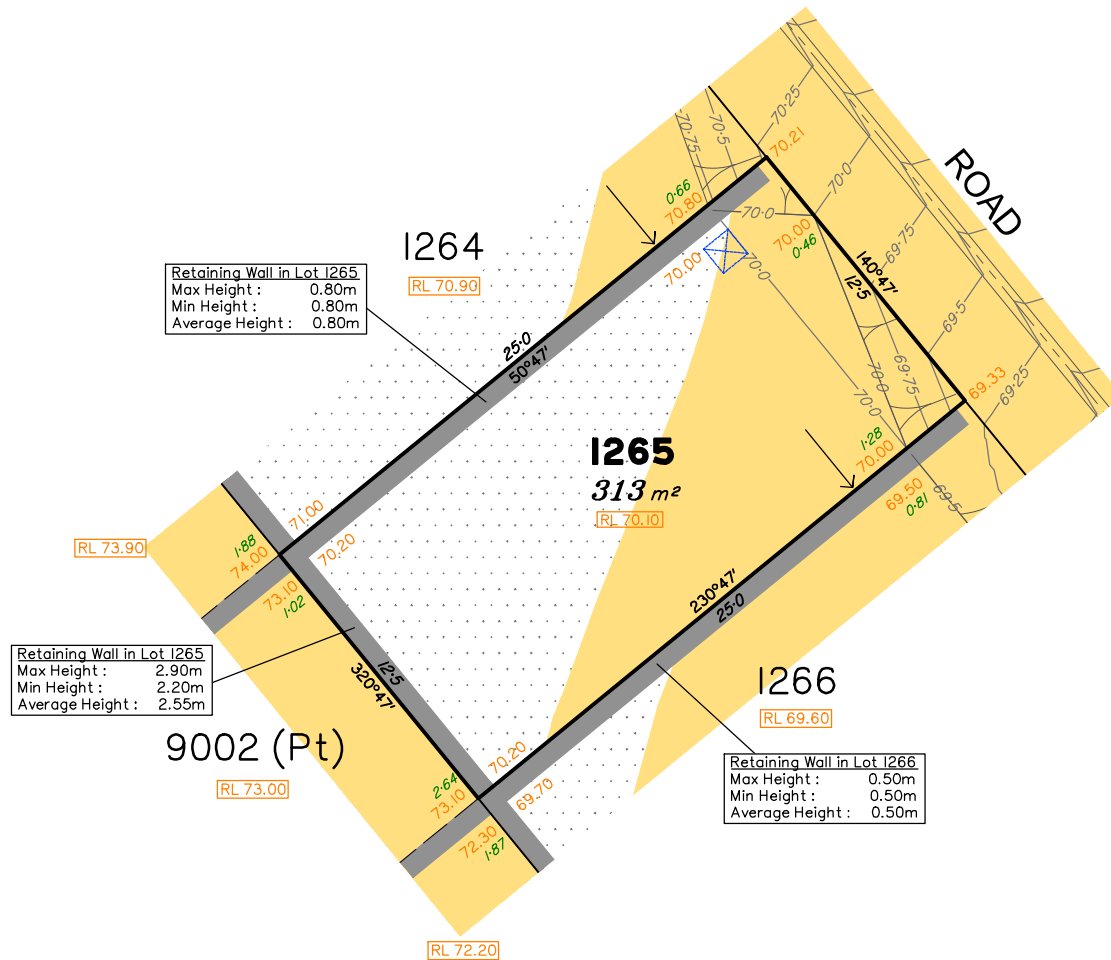 70·25
70·5
70·75
70.21
ROAD
0·66
70.80
70·0
70·0
1264
RL 70.90
70.00
70.00
0·46
69·75
Retaining Wall in Lot 1265
Max Height : 0.80m
Min Height : 0.80m
Average Height : 0.80m
70·0
140°47'
12·5
69·5
25·0
50°47'
70·0
69·75
69·25
69.33
70·0
1265
313 m²
RL 70.10
1·28
70.00
69.50
0·81
69·5
71.00
70.20
1·88
74.00
RL 73.90
73.10
1·02
230°47'
25·0
Retaining Wall in Lot 1265
Max Height : 2.90m
Min Height : 2.20m
Average Height : 2.55m
12·5
320°47'
1266
RL 69.60
9002 (Pt)
RL 73.00
70.20
69.70
2·64
73.10
72.30
1·87
Retaining Wall in Lot 1266
Max Height : 0.50m
Min Height : 0.50m
Average Height : 0.50m
RL 72.20